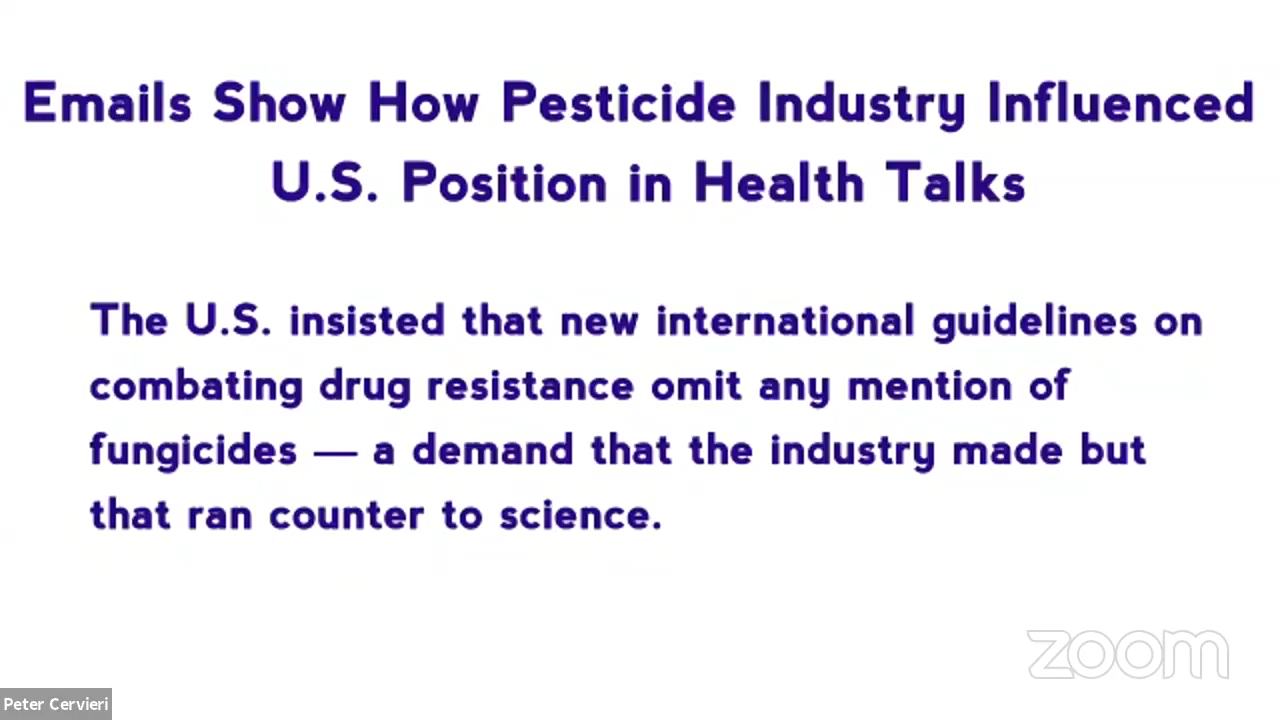 Emails Show How Pesticide Industry Influenced
U.S. Position in Health Talks
The U.S. insisted that new international guidelines on
combating drug resistance omit any mention of
fungicides — a demand that the industry made but
that ran counter to science.
zoom
Peter Cervieri